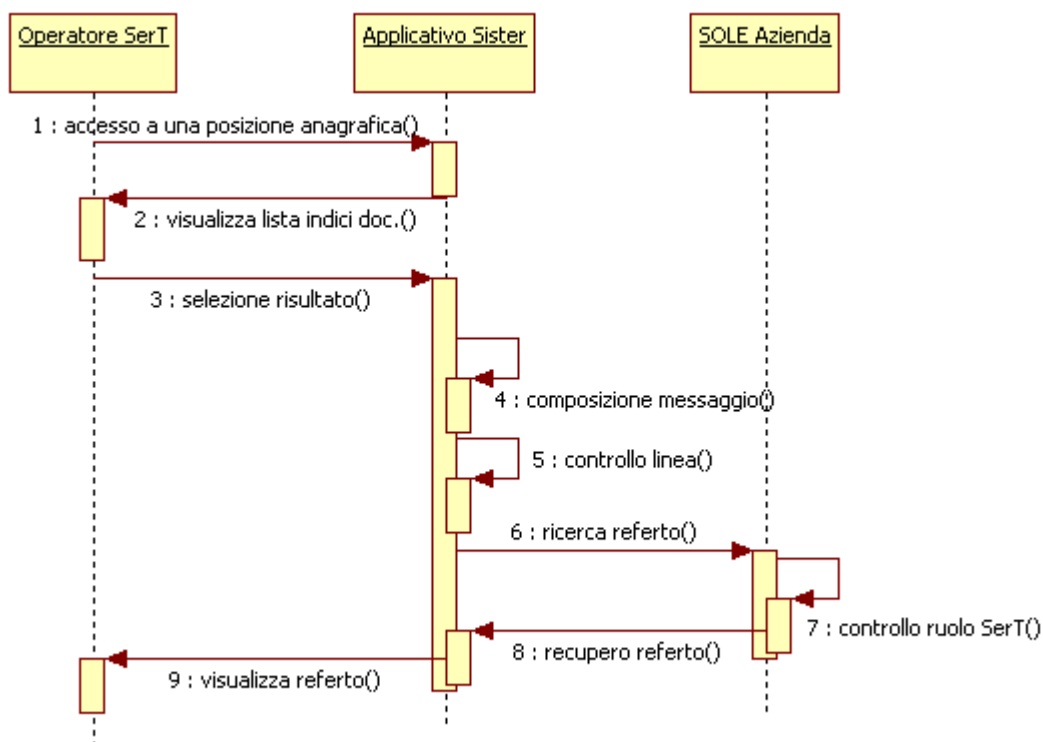 Operatore SerT
Applicativo Sister
SOLE Azienda
1 : accesso a una posizione anagrafica()
2 : visualizza lista indici doc.()
3 : selezione risultato()
4 : composizione messaggio()
5 : controllo linea()
6 : ricerca referto()
7 : controllo ruolo SerT()
8 : recupero referto()
9 : visualizza referto()